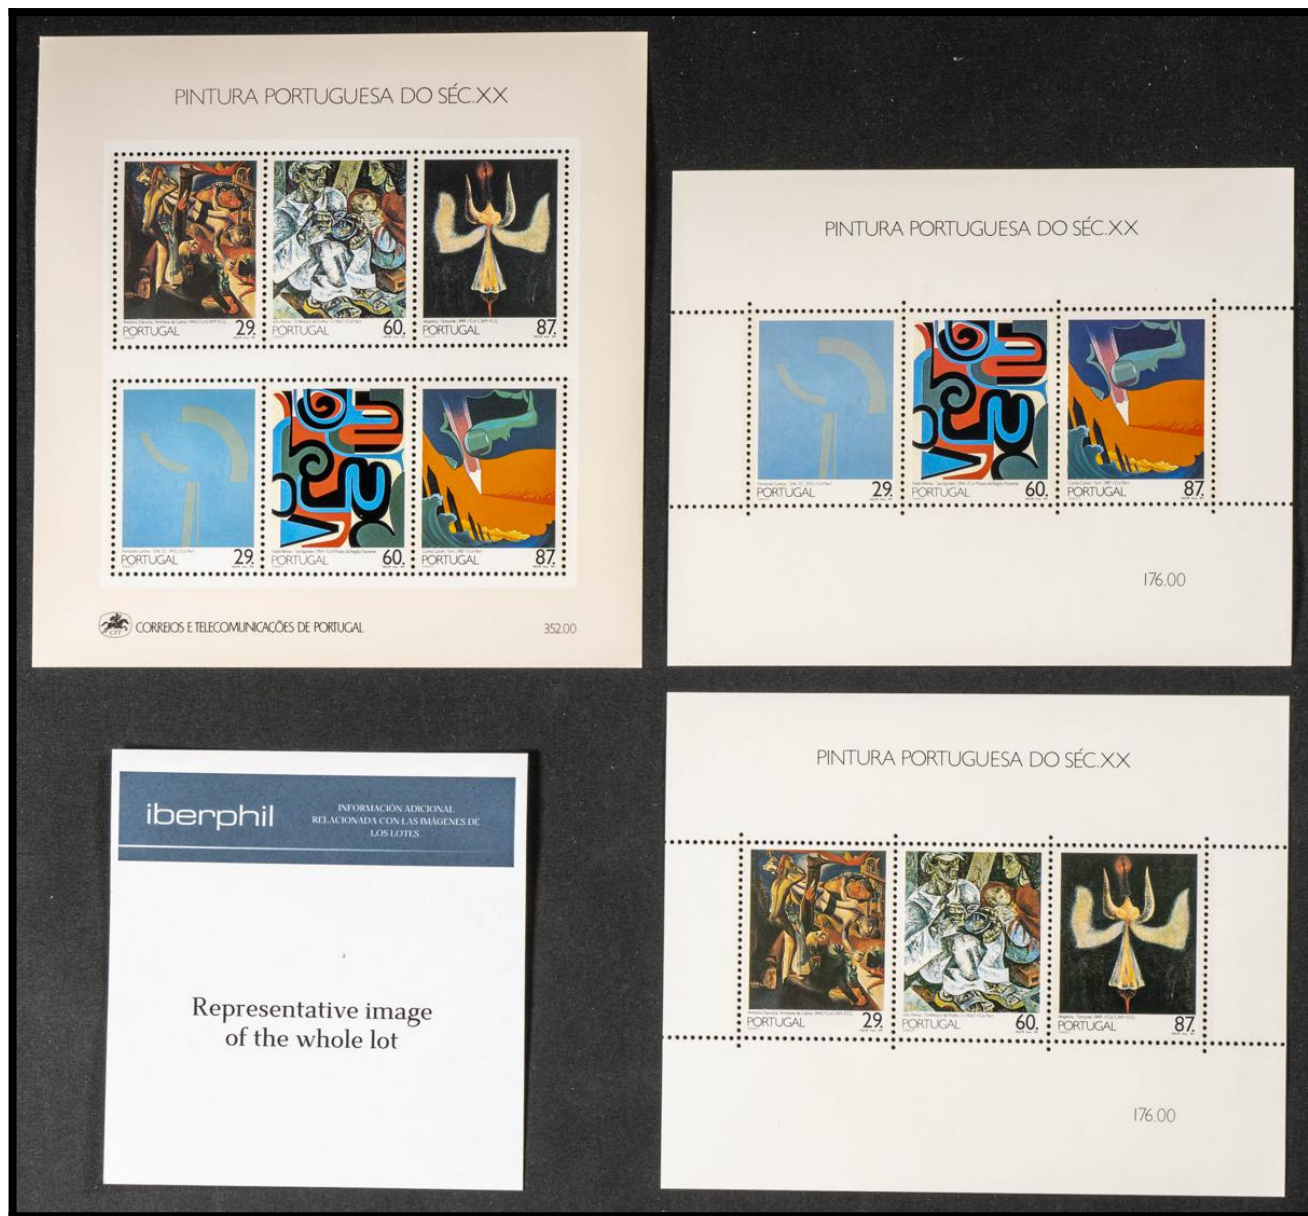 PINTURA PORTUGUESA DO SÉC.XX
PORTUGAL 29.
PORTUGAL 60.
PORTUGAL 87.
PORTUGAL 29.
PORTUGAL 60.
PORTUGAL 87.
CTT
CORREIOS E TELECOMUNICAÇÕES DE PORTUGAL
352.00
PINTURA PORTUGUESA DO SÉC.XX
PORTUGAL 29.
PORTUGAL 60.
PORTUGAL 87.
176.00
iberphil
INFORMACIÓN ADICIONAL
RELACIONADA CON LAS IMÁGENES DE
LOS LOTES
Representative image
of the whole lot
PINTURA PORTUGUESA DO SÉC.XX
PORTUGAL 29.
PORTUGAL 60.
PORTUGAL 87.
176.00